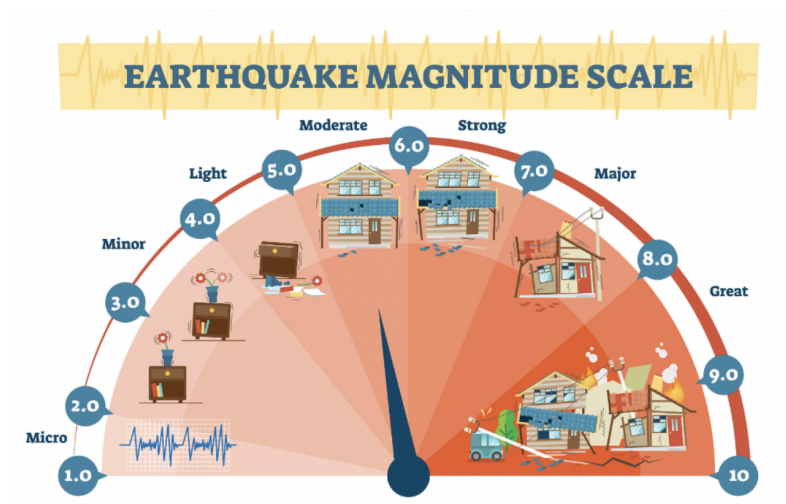 EARTHQUAKE MAGNITUDE SCALE
Moderate
Strong
6.0
5.0
7.0
Light
Major
4.0
Minor
8.0
3.0
Great
9.0
2.0
Micro
1.0
10